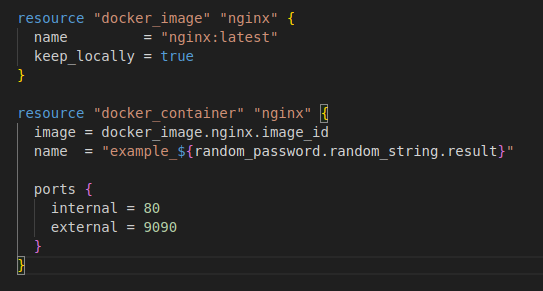 resource "docker_image" "nginx" {
  name         = "nginx:latest"
  keep_locally = true
}

resource "docker_container" "nginx" {
  image = docker_image.nginx.image_id
  name  = "example_${random_password.random_string.result}"

  ports {
    internal = 80
    external = 9090
  }
}